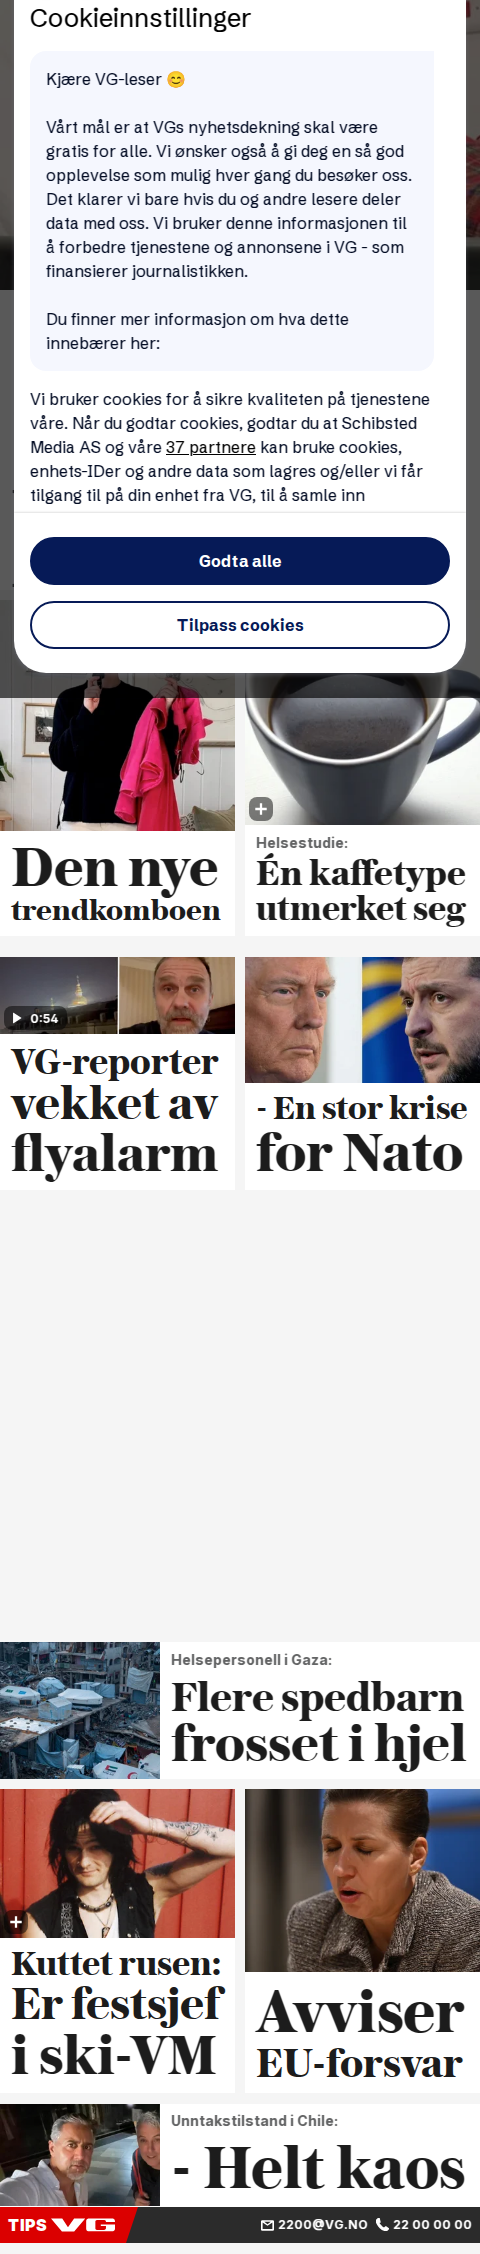 Cookieinnstillinger
Kjære VG-leser 😊
Vårt mål er at VGs nyhetsdekning skal være
gratis for alle. Vi ønsker også å gi deg en så god
opplevelse som mulig hver gang du besøker oss.
Det klarer vi bare hvis du og andre lesere deler
data med oss. Vi bruker denne informasjonen til
å forbedre tjenestene og annonsene i VG - som
finansierer journalistikken.
Du finner mer informasjon om hva dette
innebærer her:
Vi bruker cookies for å sikre kvaliteten på tjenestene
våre. Når du godtar cookies, godtar du at Schibsted
Media AS og våre 37 partnere kan bruke cookies,
enhets-IDer og andre data som lagres og/eller vi får
tilgang til på din enhet fra VG, til å samle inn
Godta alle
Tilpass cookies
Den nye
trendkomboen
Helsestudie:
Én kaffetype
utmerket seg
0:54
VG-reporter
vekket av
flyalarm
- En stor krise
for Nato
Helsepersonell i Gaza:
Flere spedbarn
frosset i hjel
Kuttet rusen:
Er festsjef
i ski-VM
Avviser
EU-forsvar
Unntakstilstand i Chile:
- Helt kaos
TIPS VG 2200@VG.NO 22 00 00 00